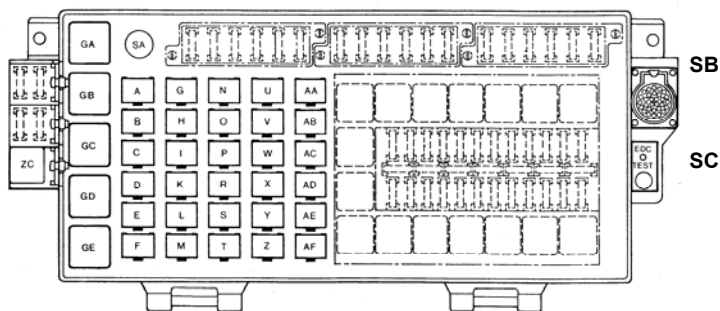 GA
SA
SB
GB
A G N U AA
B H O V AB
GC
C I P W AC
EDC
TEST
SC
ZC
GD
D K R X AD
E L S Y AE
GE
F M T Z AF